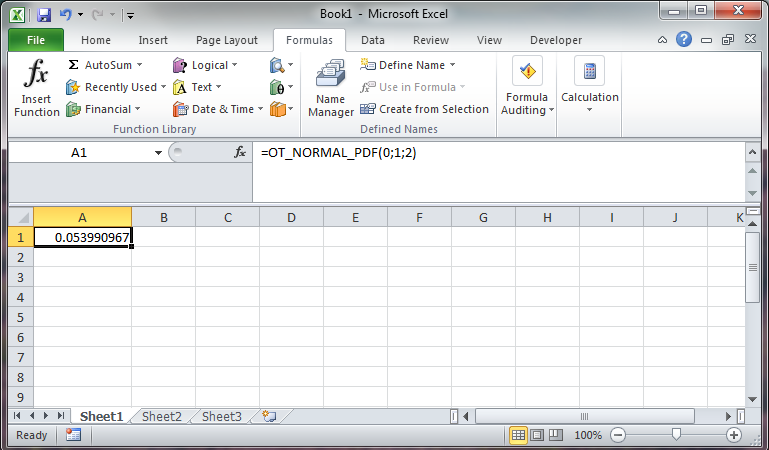 Book1 - Microsoft Excel
File Home Insert Page Layout Formulas Data Review View Developer
fx Σ AutoSum Logical Define Name
Recently Used Text Use in Formula
Insert Function Financial Date & Time Name Manager Create from Selection Formula Auditing Calculation
Function Library Defined Names
A1 fx =OT_NORMAL_PDF(0;1;2)
A B C D E F G H I J K
1 0.053990967
2
3
4
5
6
7
8
9
Sheet1 Sheet2 Sheet3
Ready 100%